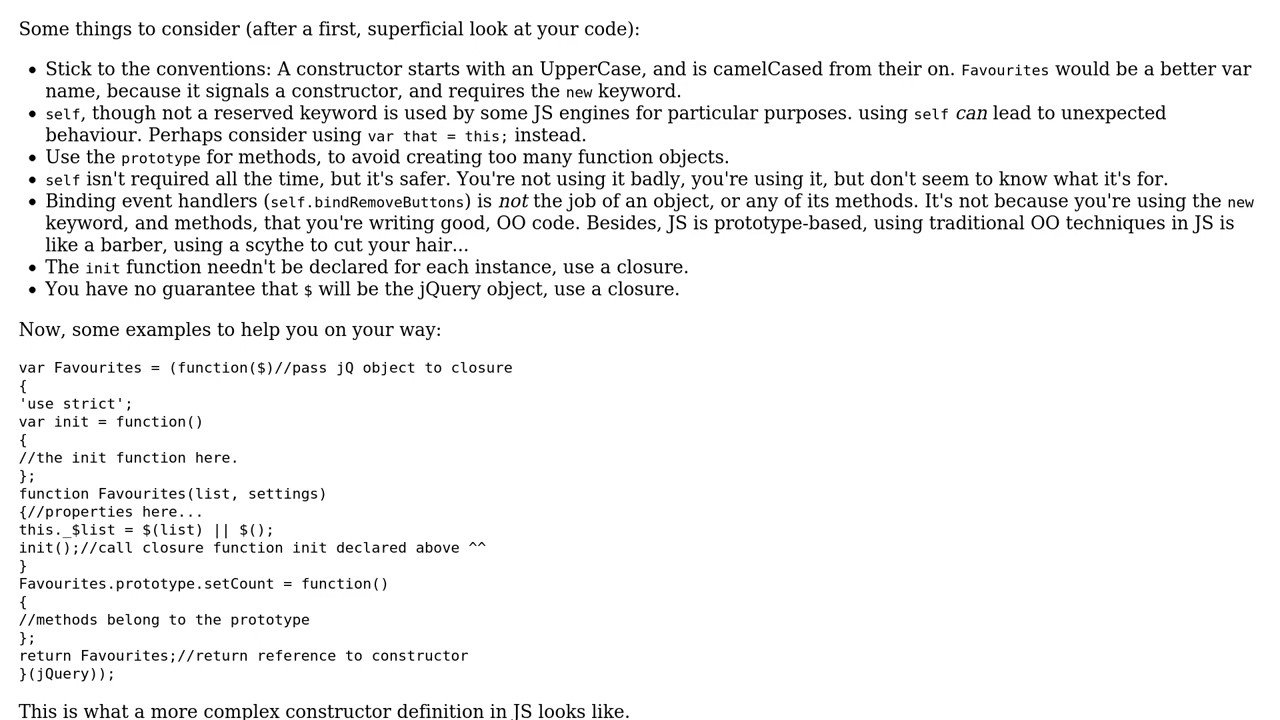 Some things to consider (after a first, superficial look at your code):
• Stick to the conventions: A constructor starts with an UpperCase, and is camelCased from their on. Favourites would be a better var
name, because it signals a constructor, and requires the new keyword.
• self, though not a reserved keyword is used by some JS engines for particular purposes. using self can lead to unexpected
behaviour. Perhaps consider using var that = this; instead.
• Use the prototype for methods, to avoid creating too many function objects.
• self isn't required all the time, but it's safer. You're not using it badly, you're using it, but don't seem to know what it's for.
• Binding event handlers (self.bindRemoveButtons) is not the job of an object, or any of its methods. It's not because you're using the new
keyword, and methods, that you're writing good, OO code. Besides, JS is prototype-based, using traditional OO techniques in JS is
like a barber, using a scythe to cut your hair...
• The init function needn't be declared for each instance, use a closure.
• You have no guarantee that $ will be the jQuery object, use a closure.
Now, some examples to help you on your way:
var Favourites = (function($)//pass jQ object to closure
{
'use strict';
var init = function()
{
//the init function here.
};
function Favourites(list, settings)
{//properties here...
this._$list = $(list) || $();
init();//call closure function init declared above ^^
}
Favourites.prototype.setCount = function()
{
//methods belong to the prototype
};
return Favourites;//return reference to constructor
}(jQuery));
This is what a more complex constructor definition in JS looks like.